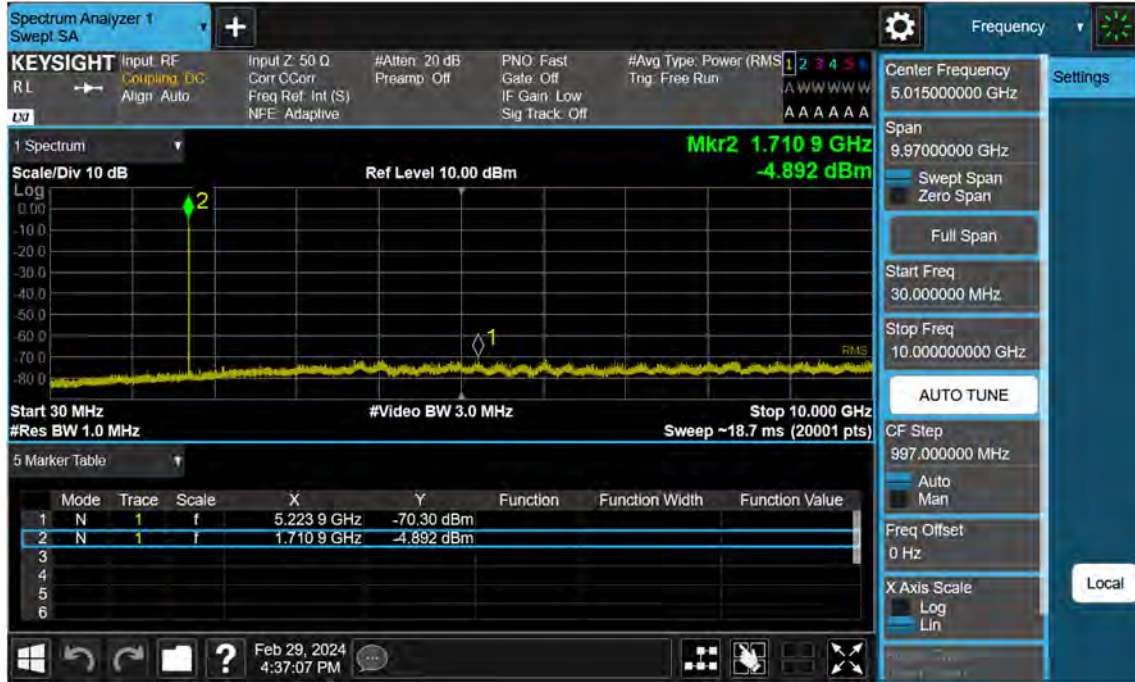 Spectrum Analyzer 1
Swept SA
+
Frequency
KEYSIGHT
RL
LXI
Input: RF
Coupling: DC
Align: Auto
Input Z: 50 Ω
Corr CCorr
Freq Ref: Int (S)
NFE: Adaptive
#Atten: 20 dB
Preamp: Off
PNO: Fast
Gate: Off
IF Gain: Low
Sig Track: Off
#Avg Type: Power (RMS
Trig: Free Run
1 2 3 4 5 6
A W W W W W
A A A A A A
Center Frequency
5.015000000 GHz
Settings
1 Spectrum
Mkr2 1.710 9 GHz
Scale/Div 10 dB
Ref Level 10.00 dBm
-4.892 dBm
Log
0.00
-10.0
-20.0
-30.0
-40.0
-50.0
-60.0
-70.0
-80.0
2
1
RMS
Start 30 MHz
#Video BW 3.0 MHz
Stop 10.000 GHz
#Res BW 1.0 MHz
Sweep ~18.7 ms (20001 pts)
Span
9.97000000 GHz
Swept Span
Zero Span
Full Span
Start Freq
30.000000 MHz
Stop Freq
10.000000000 GHz
AUTO TUNE
CF Step
997.000000 MHz
Auto
Man
Freq Offset
0 Hz
X Axis Scale
Log
Lin
Local
5 Marker Table
Mode Trace Scale X Y Function Function Width Function Value
1 N 1 f 5.223 9 GHz -70.30 dBm
2 N 1 f 1.710 9 GHz -4.892 dBm
3
4
5
6
?
Feb 29, 2024
4:37:07 PM